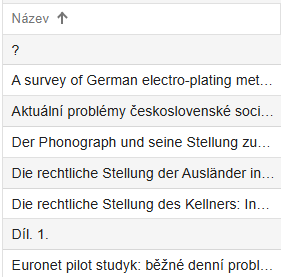 Název
?
A survey of German electro-plating met…
Aktuální problémy československé soci…
Der Phonograph und seine Stellung zu…
Die rechtliche Stellung der Ausländer in…
Die rechtliche Stellung des Kellners: In…
Díl. 1.
Euronet pilot studyk: běžné denní probl…